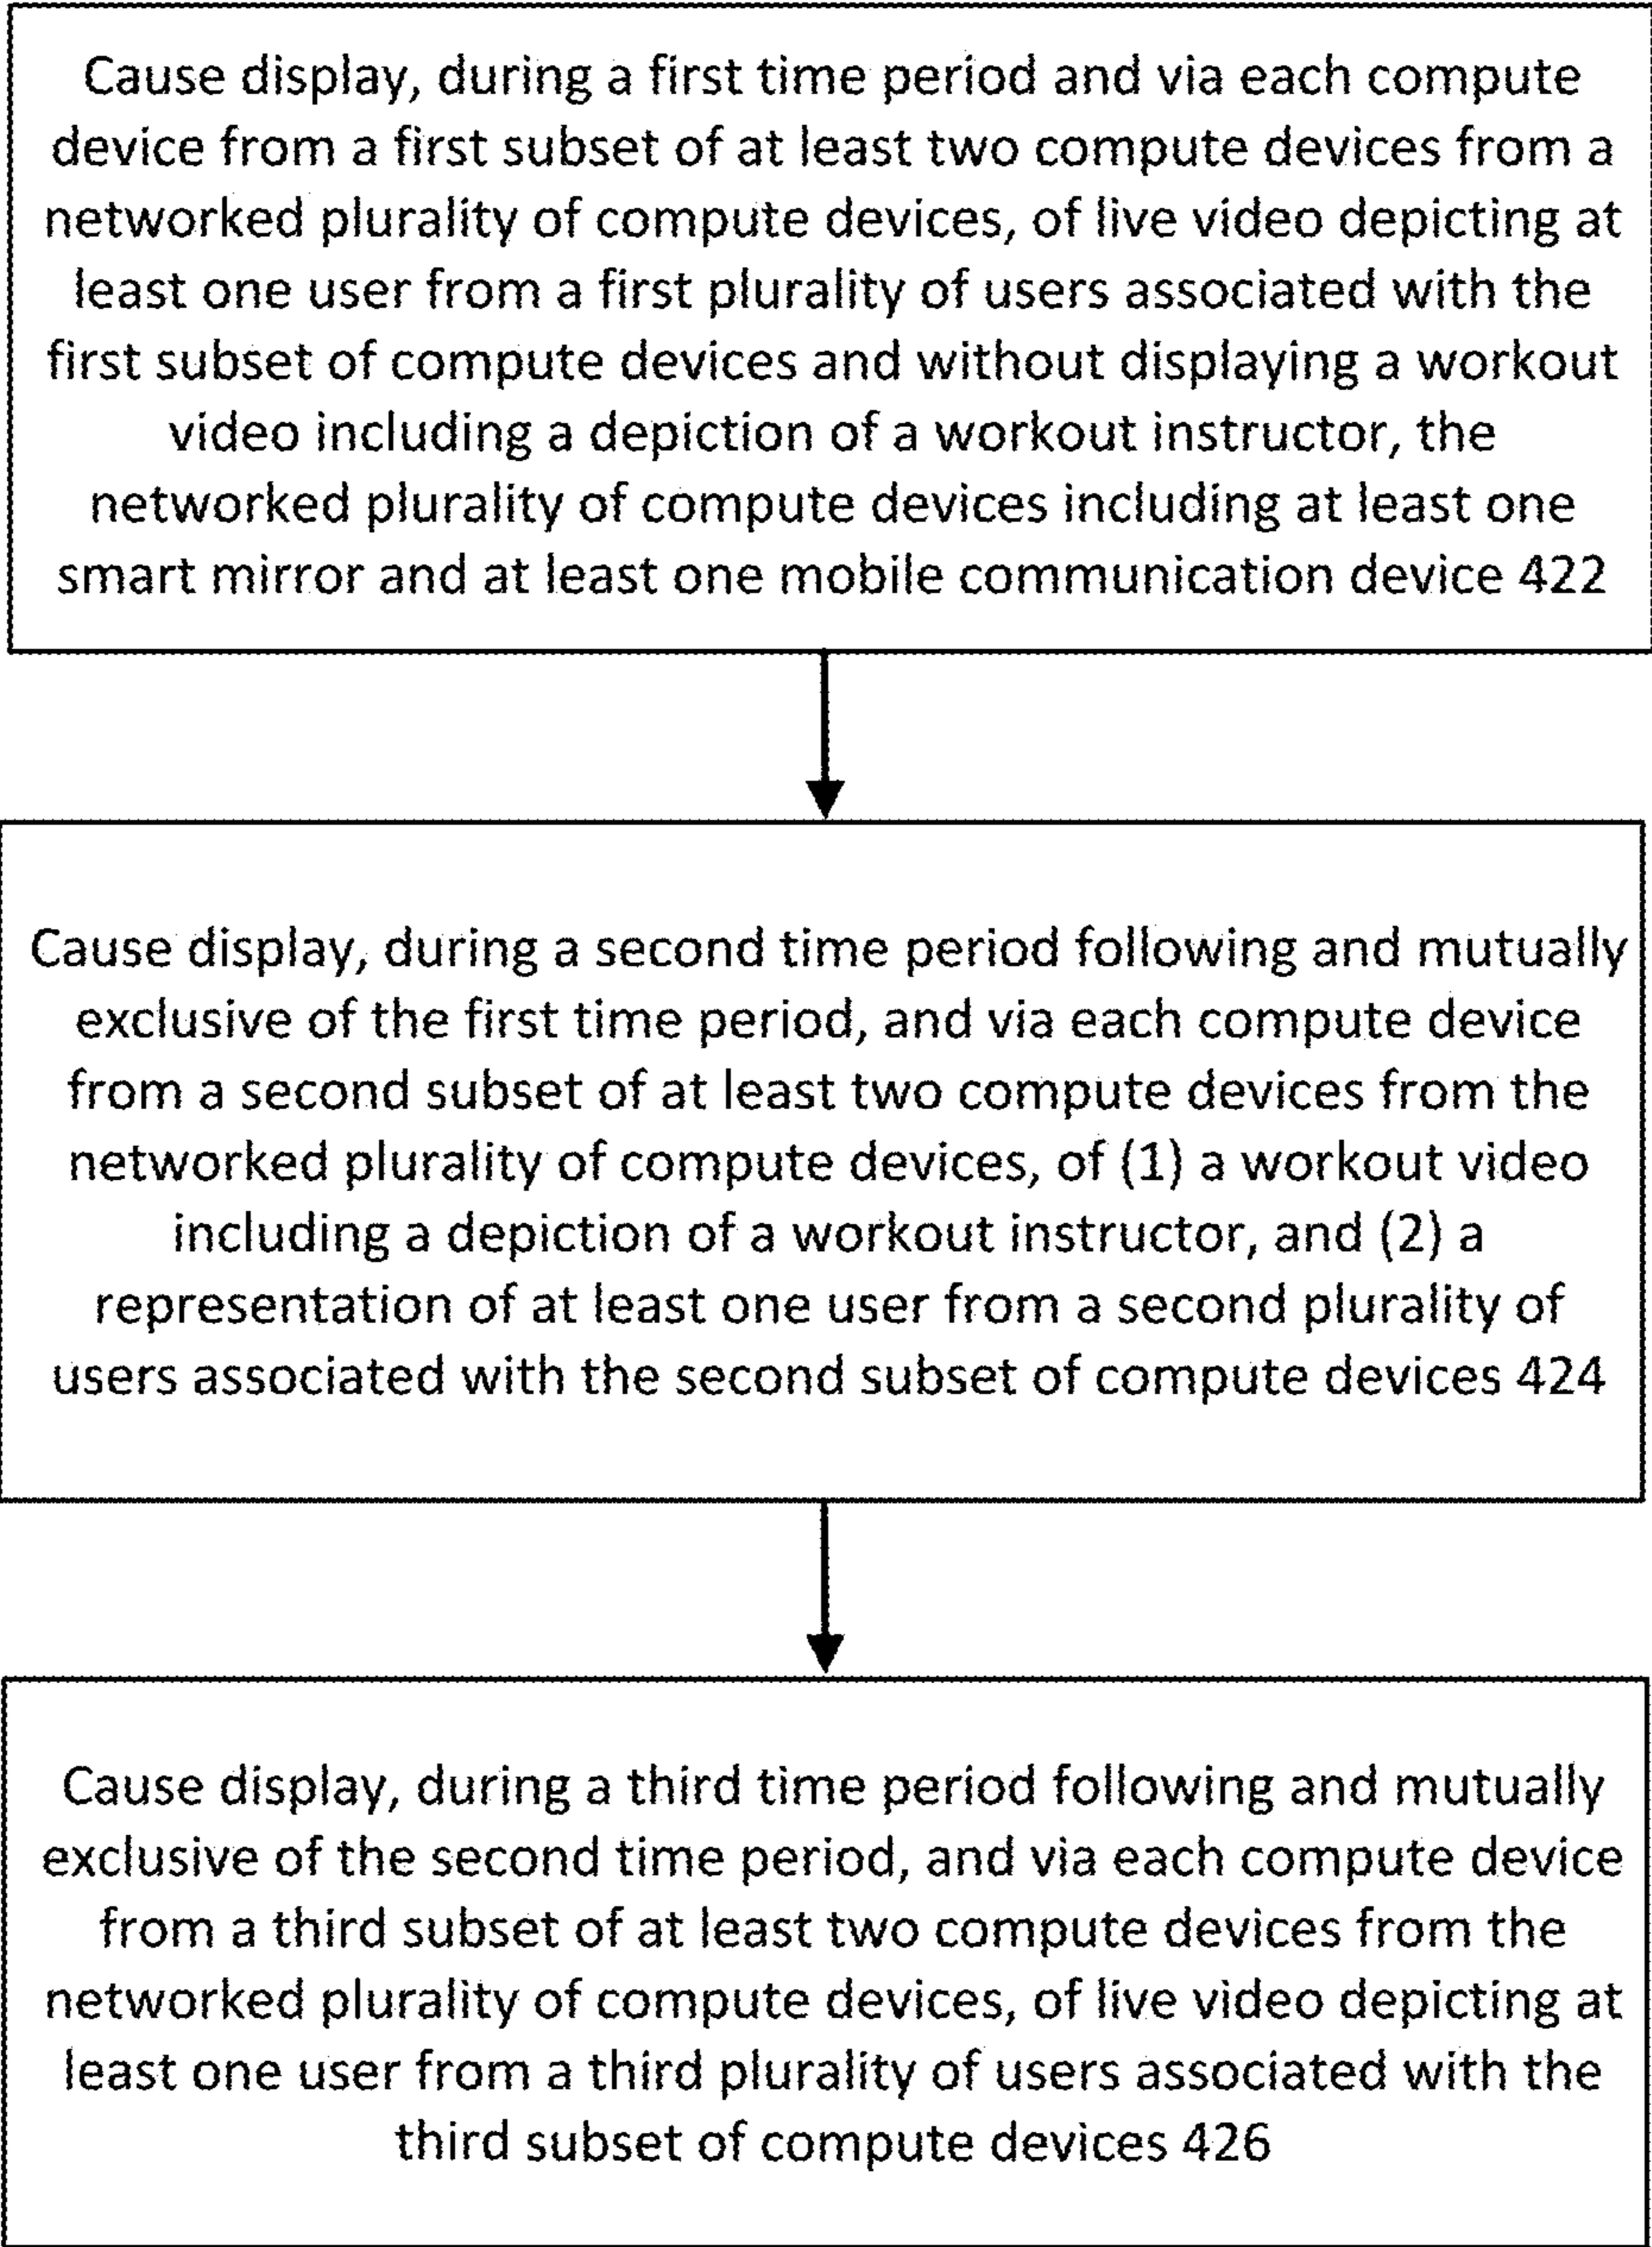 Cause display, during a first time period and via each compute
device from a first subset of at least two compute devices from a
networked plurality of compute devices, of live video depicting at
least one user from a first plurality of users associated with the
first subset of compute devices and without displaying a workout
video including a depiction of a workout instructor, the
networked plurality of compute devices including at least one
smart mirror and at least one mobile communication device 422
Cause display, during a second time period following and mutually
exclusive of the first time period, and via each compute device
from a second subset of at least two compute devices from the
networked plurality of compute devices, of (1) a workout video
including a depiction of a workout instructor, and (2) a
representation of at least one user from a second plurality of
users associated with the second subset of compute devices 424
Cause display, during a third time period following and mutually
exclusive of the second time period, and via each compute device
from a third subset of at least two compute devices from the
networked plurality of compute devices, of live video depicting at
least one user from a third plurality of users associated with the
third subset of compute devices 426